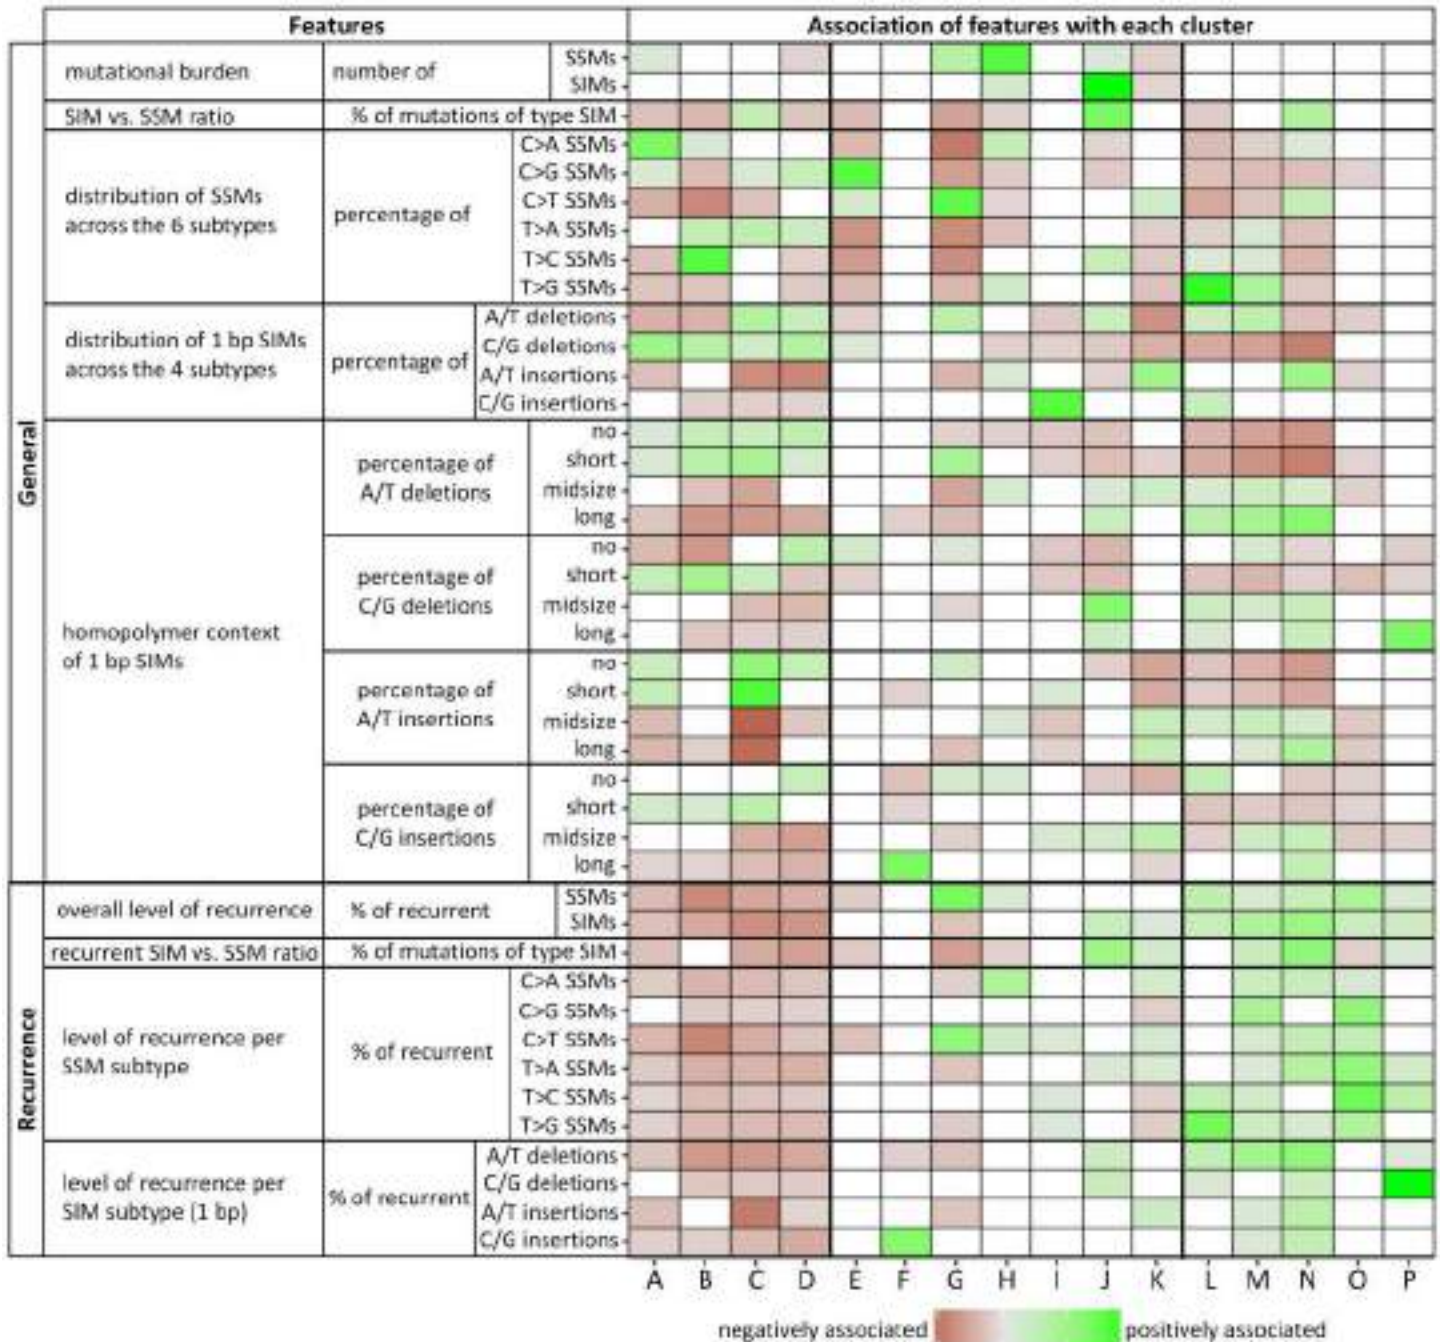 Features
Association of features with each cluster
General
mutational burden
number of
SSMs
SIMs
SIM vs. SSM ratio
% of mutations of type SIM
distribution of SSMs
across the 6 subtypes
percentage of
C>A SSMs
C>G SSMs
C>T SSMs
T>A SSMs
T>C SSMs
T>G SSMs
distribution of 1 bp SIMs
across the 4 subtypes
percentage of
A/T deletions
C/G deletions
A/T insertions
C/G insertions
homopolymer context
of 1 bp SIMs
percentage of
A/T deletions
no
short
midsize
long
percentage of
C/G deletions
no
short
midsize
long
percentage of
A/T insertions
no
short
midsize
long
percentage of
C/G insertions
no
short
midsize
long
Recurrence
overall level of recurrence
% of recurrent
SSMs
SIMs
recurrent SIM vs. SSM ratio
% of mutations of type SIM
level of recurrence per
SSM subtype
% of recurrent
C>A SSMs
C>G SSMs
C>T SSMs
T>A SSMs
T>C SSMs
T>G SSMs
level of recurrence per
SIM subtype (1 bp)
% of recurrent
A/T deletions
C/G deletions
A/T insertions
C/G insertions
A B C D E F G H I J K L M N O P
negatively associated
positively associated